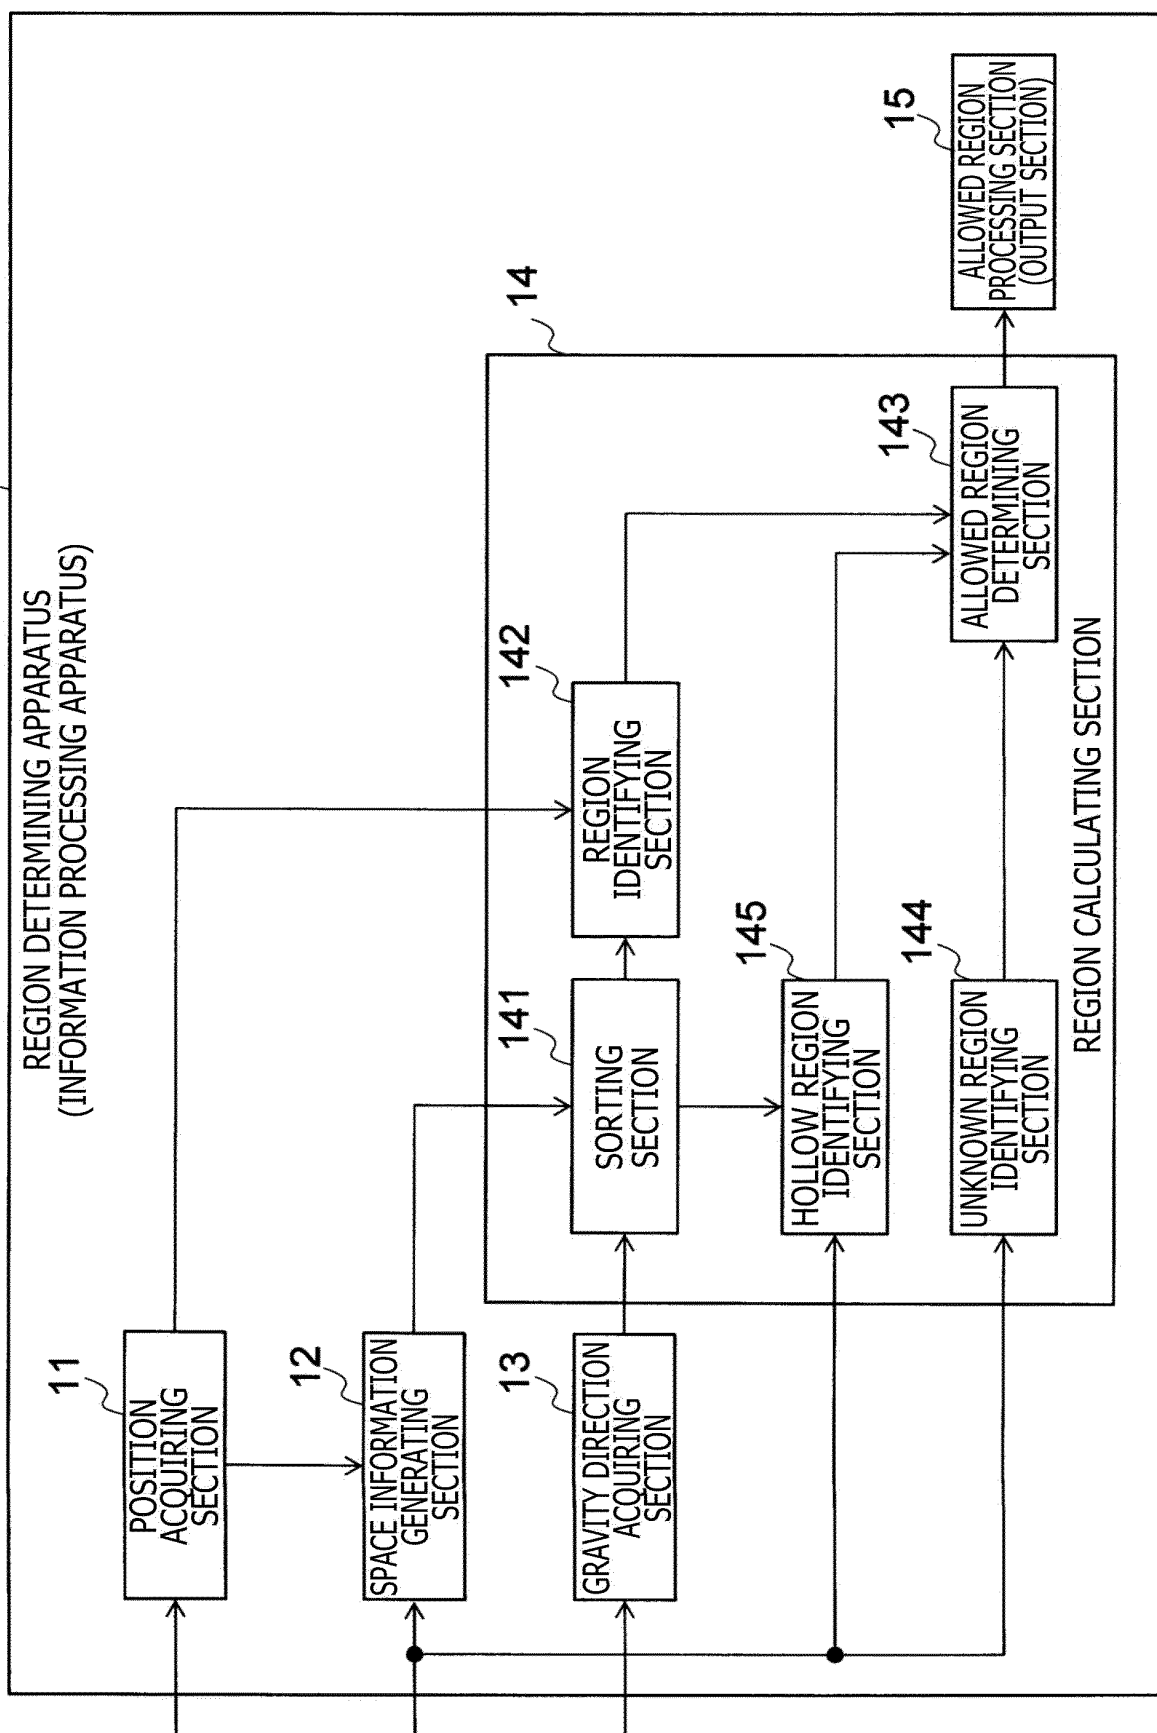 REGION DETERMINING APPARATUS
(INFORMATION PROCESSING APPARATUS)
11
POSITION
ACQUIRING
SECTION
12
SPACE INFORMATION
GENERATING
SECTION
13
GRAVITY DIRECTION
ACQUIRING
SECTION
14
141
SORTING
SECTION
142
REGION
IDENTIFYING
SECTION
145
HOLLOW REGION
IDENTIFYING
SECTION
144
UNKNOWN REGION
IDENTIFYING
SECTION
143
ALLOWED REGION
DETERMINING
SECTION
REGION CALCULATING SECTION
15
ALLOWED REGION
PROCESSING SECTION
(OUTPUT SECTION)